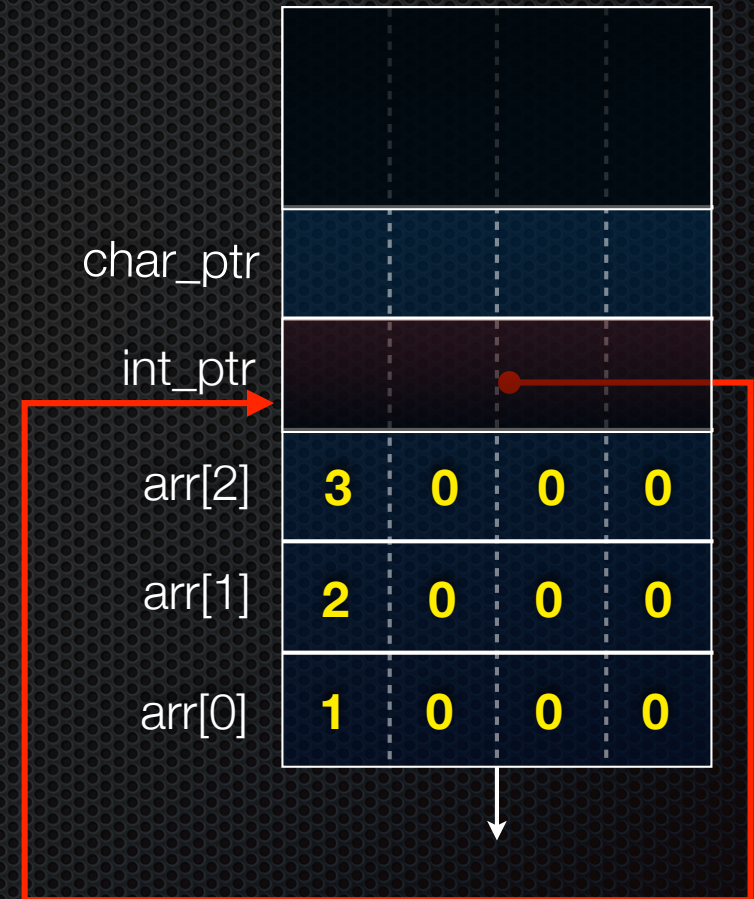 char_ptr
int_ptr
arr[2] 3 0 0 0
arr[1] 2 0 0 0
arr[0] 1 0 0 0